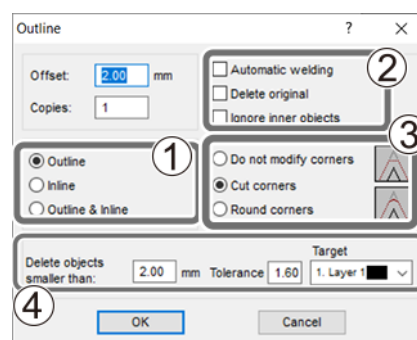 Outline ? ×
Offset: 2.00 mm
Copies: 1
Automatic welding
Delete original
Ignore inner objects
2
Outline
Inline
Outline & Inline
1
Do not modify corners
Cut corners
Round corners
3
Delete objects smaller than: 2.00 mm Tolerance 1.60
Target
1. Layer 1
4
OK Cancel